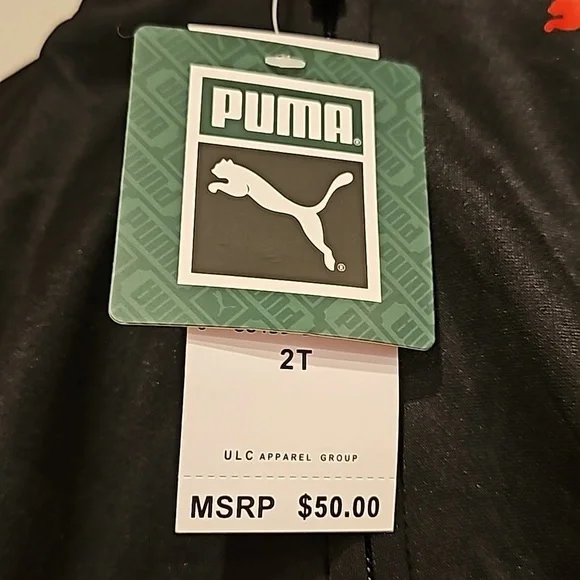 PUMA®
®
2T
ULC APPAREL GROUP
MSRP $50.00